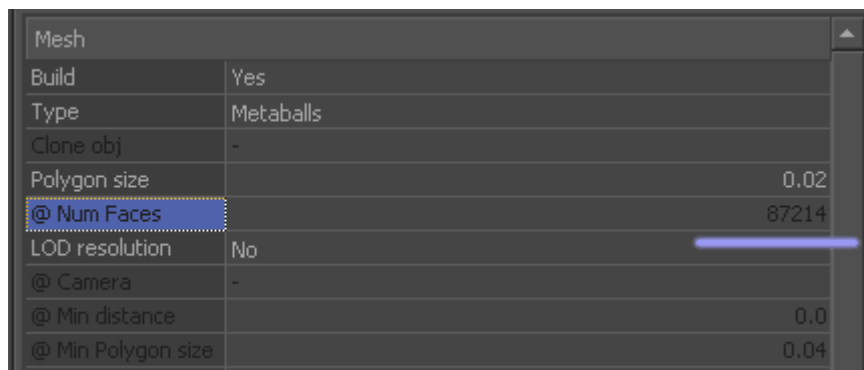 Mesh
Build Yes
Type Metaballs
Clone obj -
Polygon size 0.02
@ Num Faces 87214
LOD resolution No
@ Camera -
@ Min distance 0.0
@ Min Polygon size 0.04